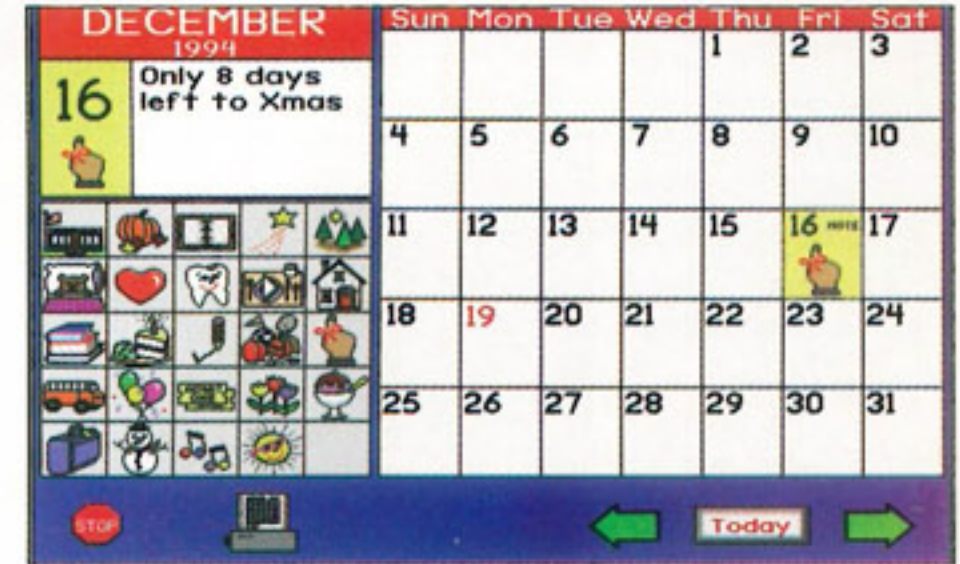 DECEMBER
1994
16
Only 8 days
left to Xmas
Sun Mon Tue Wed Thu Fri Sat
1 2 3
4 5 6 7 8 9 10
11 12 13 14 15 16 NOTE 17
18 19 20 21 22 23 24
25 26 27 28 29 30 31
STOP
Today